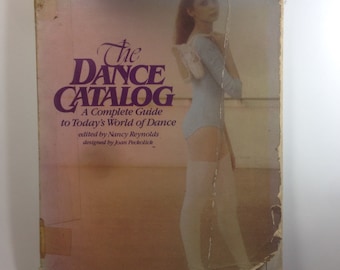 The
DANCE
CATALOG
A Complete Guide
to Today's World of Dance
edited by Nancy Reynolds
designed by Joan Peckolick